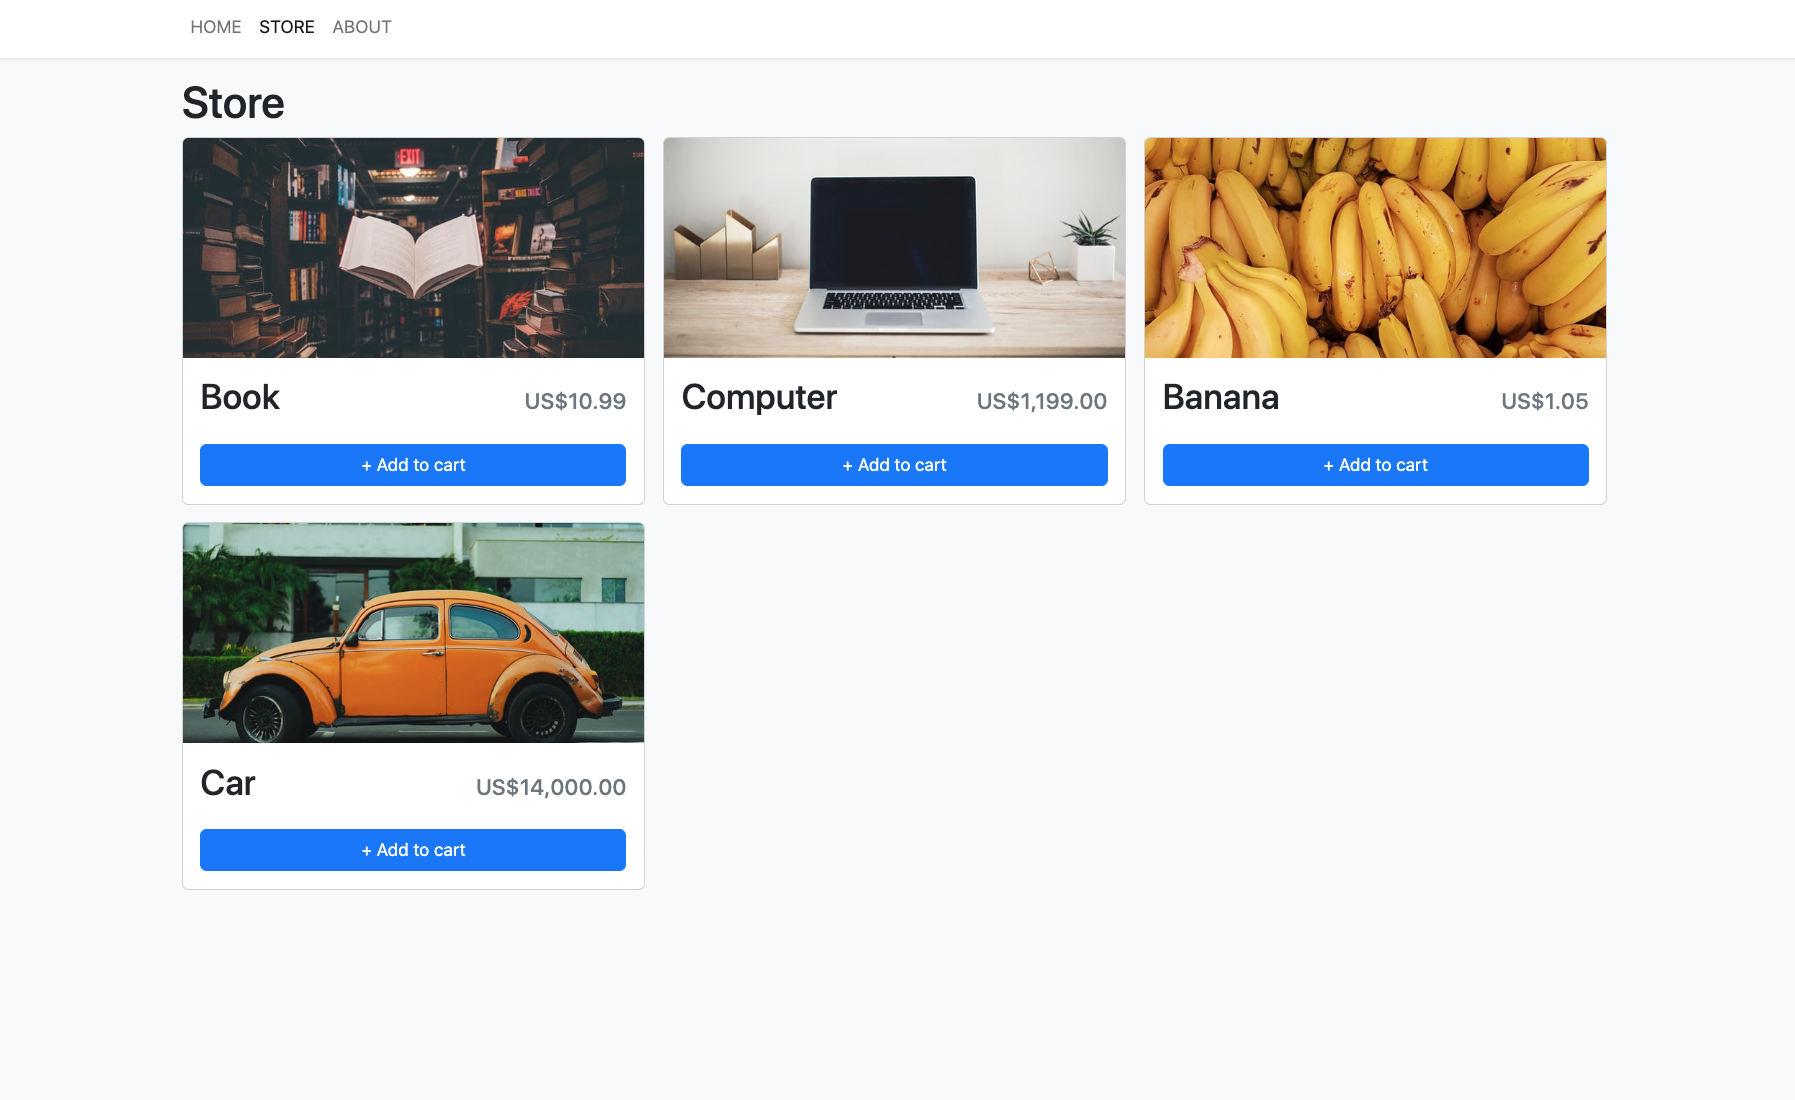 HOME STORE ABOUT
Store
EXIT
Book US$10.99
+ Add to cart
Computer US$1,199.00
+ Add to cart
Banana US$1.05
+ Add to cart
Car US$14,000.00
+ Add to cart